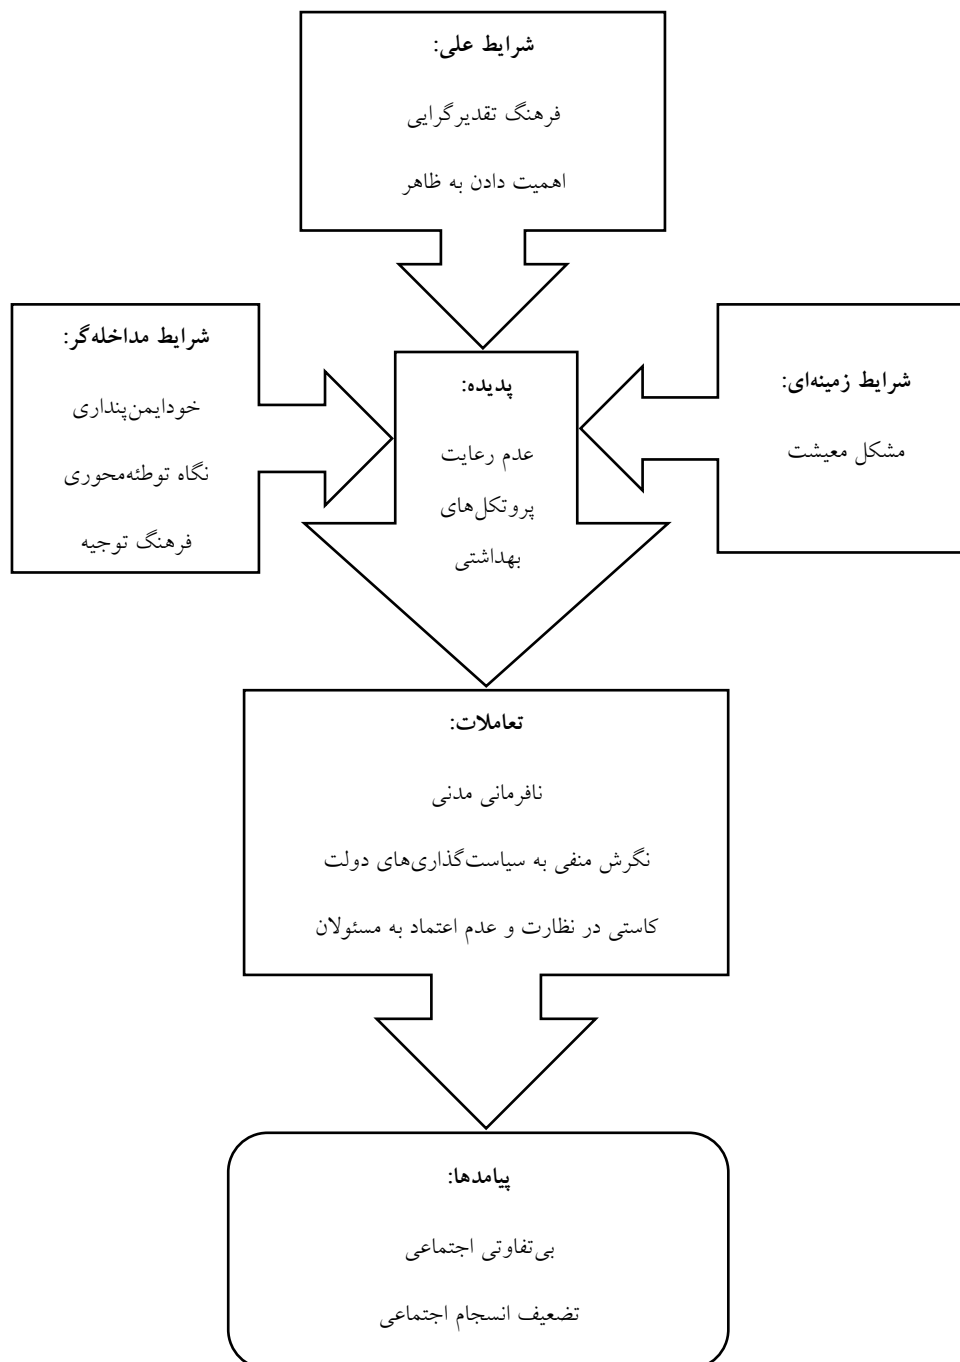 شرایط علی:
فرهنگ تقدیرگرایی
اهمیت دادن به ظاهر
شرایط زمینه‌ای:
مشکل معیشت
پدیده:
عدم رعایت
پروتکل‌های
بهداشتی
شرایط مداخله‌گر:
خودایمن‌پنداری
نگاه توطئه‌محوری
فرهنگ توجیه
تعاملات:
نافرمانی مدنی
نگرش منفی به سیاست‌گذاری‌های دولت
کاستی در نظارت و عدم اعتماد به مسئولان
پیامدها:
بی‌تفاوتی اجتماعی
تضعیف انسجام اجتماعی